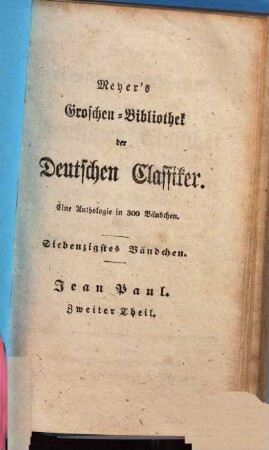 Meyer's
Groschen-Bibliothek
der
Deutschen Classiker.
Eine Anthologie in 300 Bändchen.
Siebenzigstes Bändchen.
Jean Paul.
Zweiter Theil.